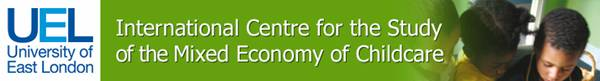 UEL
University of
East London
International Centre for the Study
of the Mixed Economy of Childcare